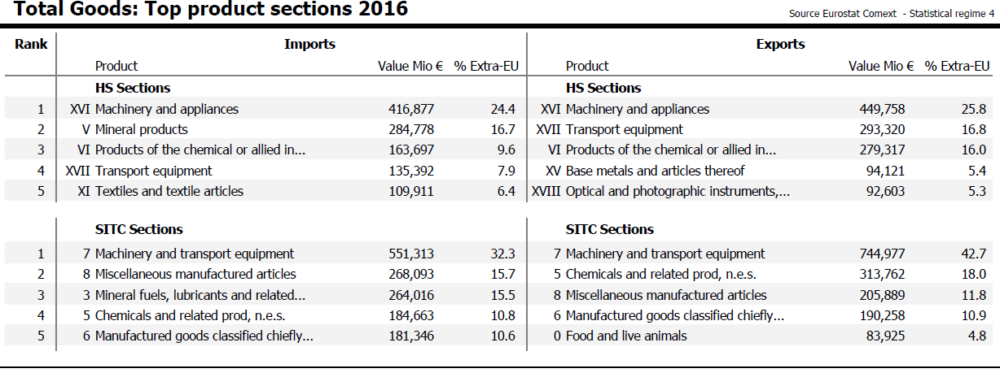 Total Goods: Top product sections 2016
Source Eurostat Comext - Statistical regime 4
Rank Imports Exports
Product Value Mio € % Extra-EU Product Value Mio € % Extra-EU
HS Sections HS Sections
1 XVI Machinery and appliances 416,877 24.4 XVI Machinery and appliances 449,758 25.8
2 V Mineral products 284,778 16.7 XVII Transport equipment 293,320 16.8
3 VI Products of the chemical or allied in... 163,697 9.6 VI Products of the chemical or allied in... 279,317 16.0
4 XVII Transport equipment 135,392 7.9 XV Base metals and articles thereof 94,121 5.4
5 XI Textiles and textile articles 109,911 6.4 XVIII Optical and photographic instruments,... 92,603 5.3
SITC Sections SITC Sections
1 7 Machinery and transport equipment 551,313 32.3 7 Machinery and transport equipment 744,977 42.7
2 8 Miscellaneous manufactured articles 268,093 15.7 5 Chemicals and related prod, n.e.s. 313,762 18.0
3 3 Mineral fuels, lubricants and related... 264,016 15.5 8 Miscellaneous manufactured articles 205,889 11.8
4 5 Chemicals and related prod, n.e.s. 184,663 10.8 6 Manufactured goods classified chiefly... 190,258 10.9
5 6 Manufactured goods classified chiefly... 181,346 10.6 0 Food and live animals 83,925 4.8